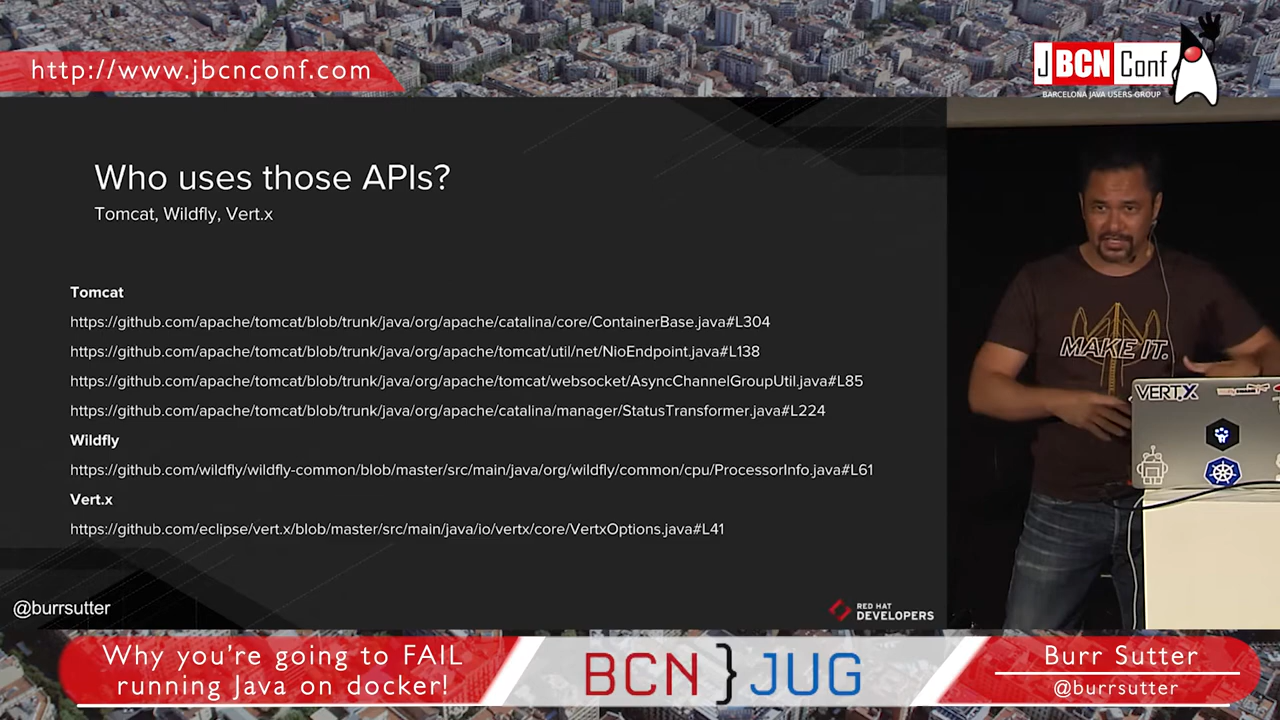 http://www.jbcnconf.com
JBCNConf
BARCELONA JAVA USERS GROUP
Who uses those APIs?
Tomcat, Wildfly, Vert.x
Tomcat
https://github.com/apache/tomcat/blob/trunk/java/org/apache/catalina/core/ContainerBase.java#L304
https://github.com/apache/tomcat/blob/trunk/java/org/apache/tomcat/util/net/NioEndpoint.java#L138
https://github.com/apache/tomcat/blob/trunk/java/org/apache/tomcat/websocket/AsyncChannelGroupUtil.java#L85
https://github.com/apache/tomcat/blob/trunk/java/org/apache/catalina/manager/StatusTransformer.java#L224
Wildfly
https://github.com/wildfly/wildfly-common/blob/master/src/main/java/org/wildfly/common/cpu/ProcessorInfo.java#L61
Vert.x
https://github.com/eclipse/vert.x/blob/master/src/main/java/io/vertx/core/VertxOptions.java#L41
@burrsutter
RED HAT
DEVELOPERS
MAKE IT.
VERT.X
Why you're going to FAIL
running Java on docker!
BCN}JUG
Burr Sutter
@burrsutter